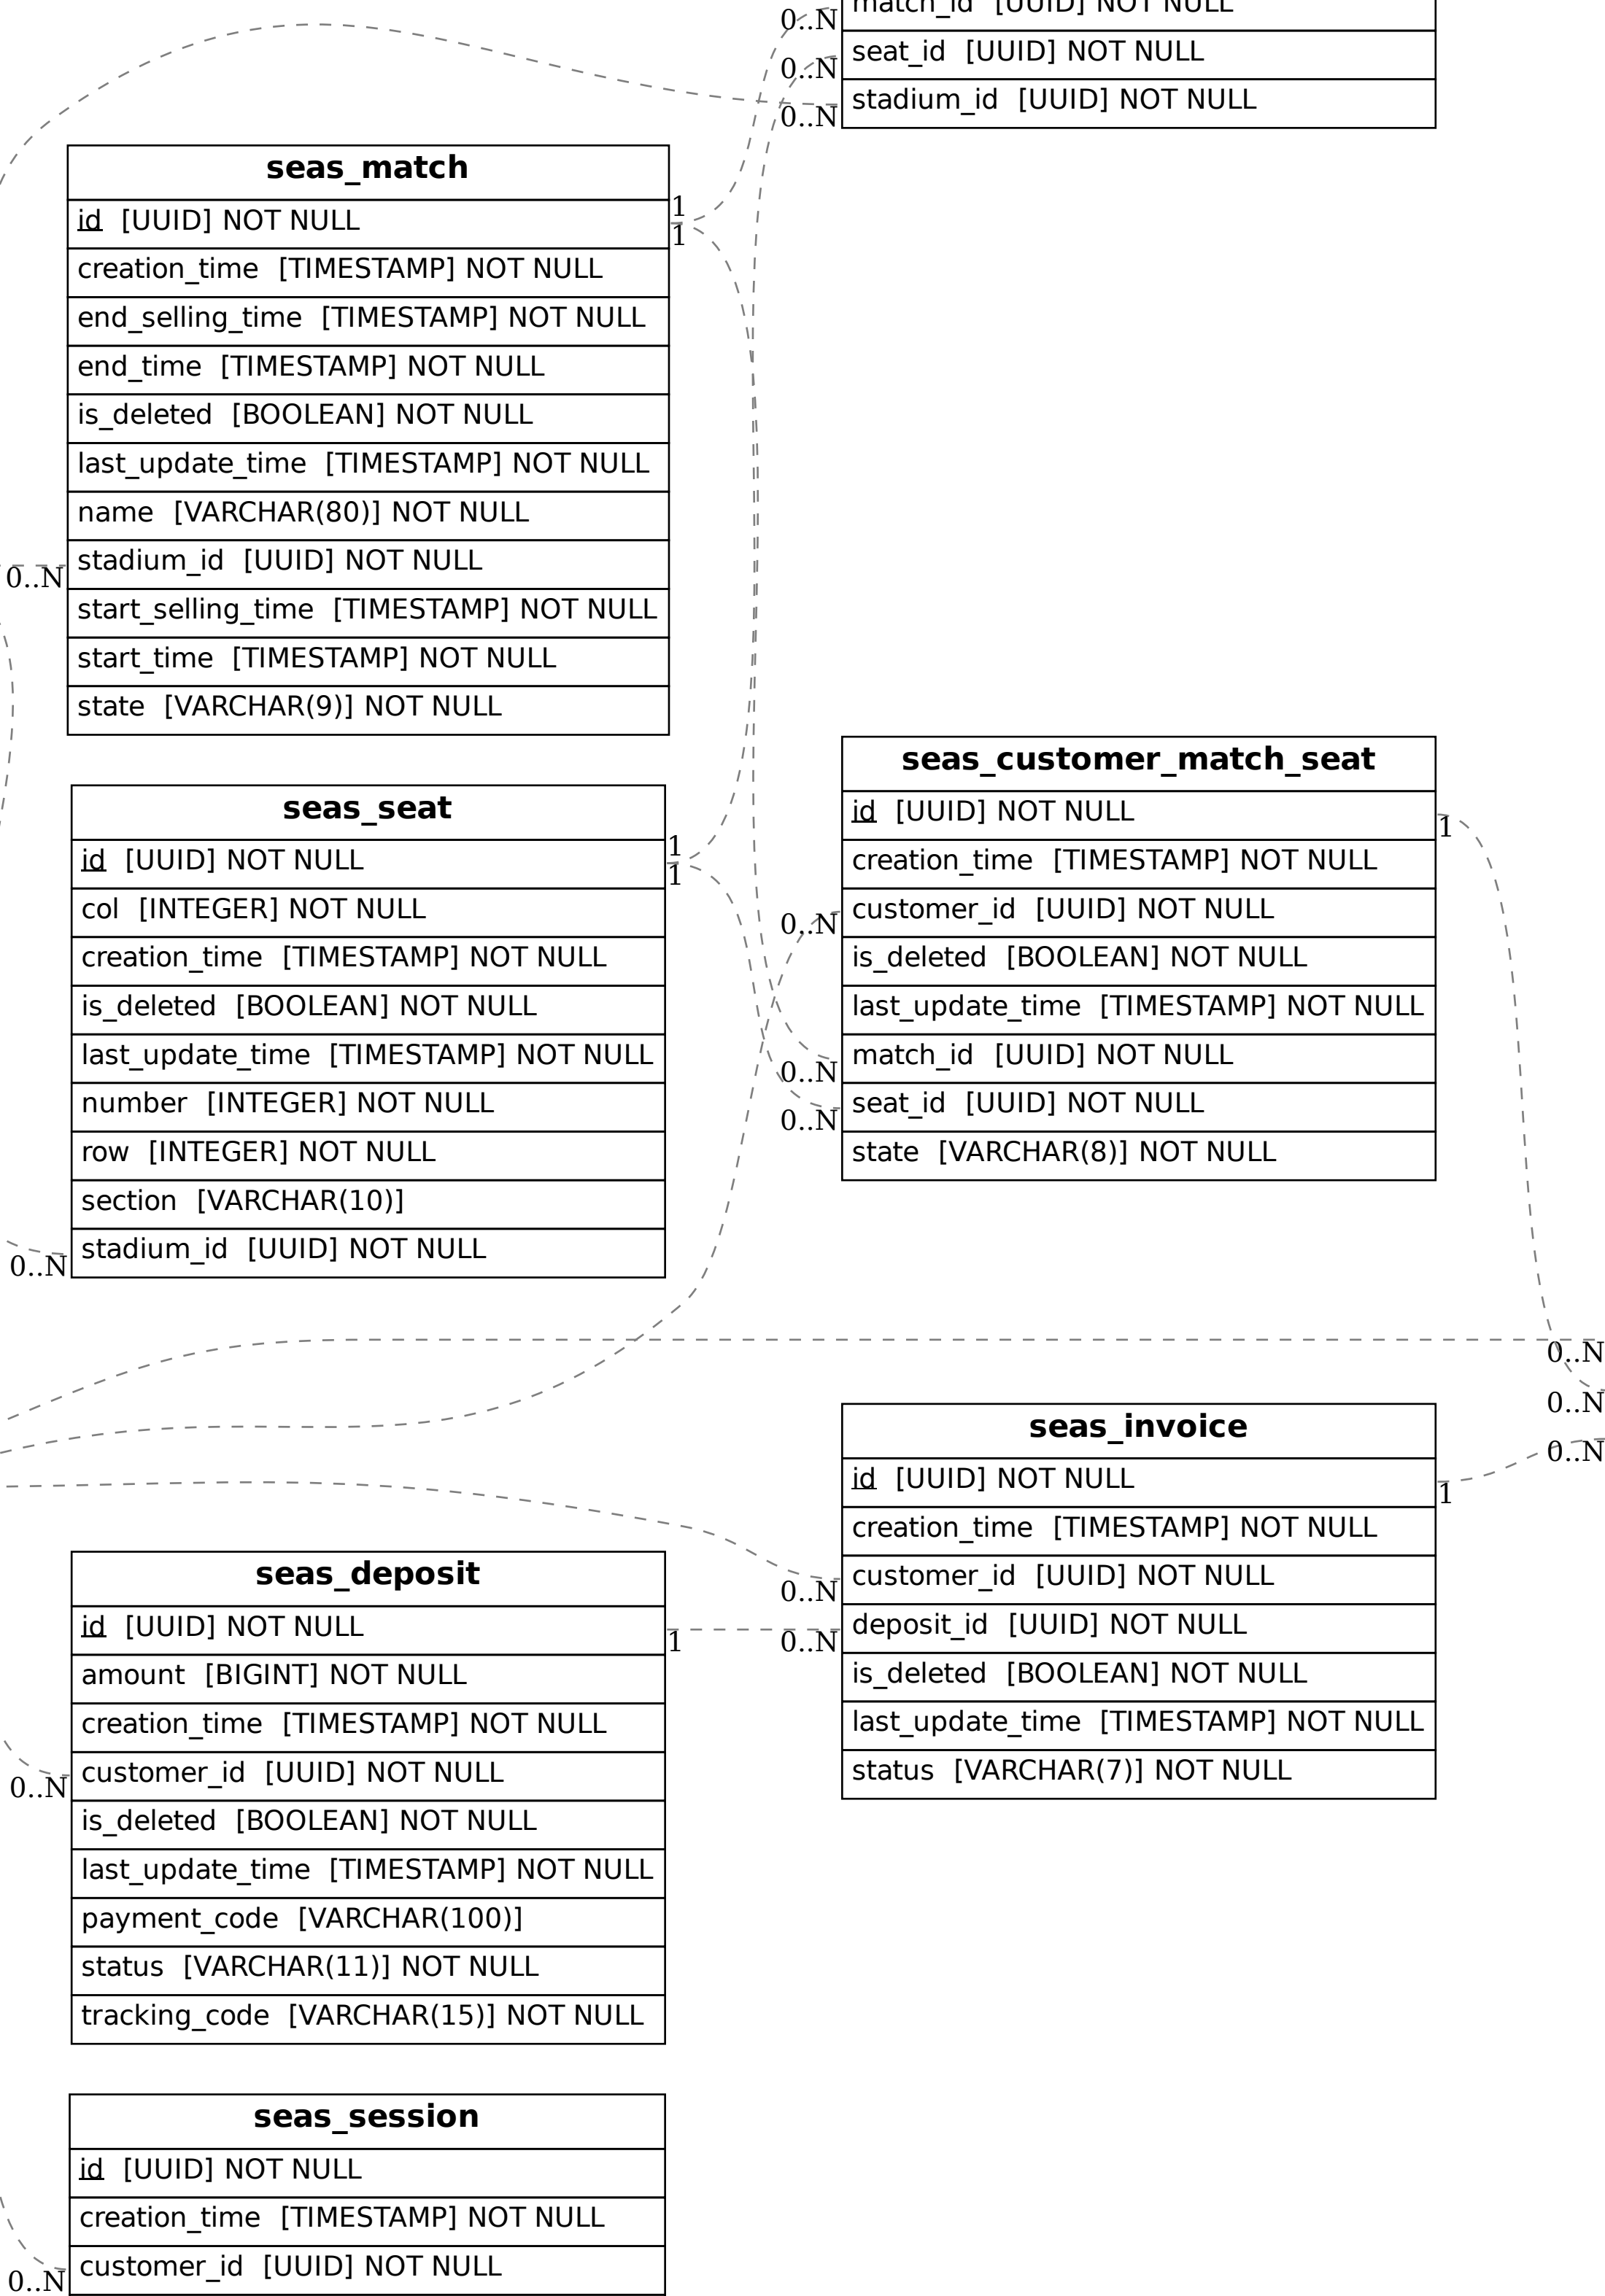 match_id [UUID] NOT NULL
0..N
seat_id [UUID] NOT NULL
0..N
stadium_id [UUID] NOT NULL
0..N
seas_match
id [UUID] NOT NULL
1
1
creation_time [TIMESTAMP] NOT NULL
end_selling_time [TIMESTAMP] NOT NULL
end_time [TIMESTAMP] NOT NULL
is_deleted [BOOLEAN] NOT NULL
last_update_time [TIMESTAMP] NOT NULL
name [VARCHAR(80)] NOT NULL
stadium_id [UUID] NOT NULL
0..N
start_selling_time [TIMESTAMP] NOT NULL
start_time [TIMESTAMP] NOT NULL
state [VARCHAR(9)] NOT NULL
seas_seat
id [UUID] NOT NULL
1
1
col [INTEGER] NOT NULL
creation_time [TIMESTAMP] NOT NULL
is_deleted [BOOLEAN] NOT NULL
last_update_time [TIMESTAMP] NOT NULL
number [INTEGER] NOT NULL
row [INTEGER] NOT NULL
section [VARCHAR(10)]
stadium_id [UUID] NOT NULL
0..N
seas_customer_match_seat
id [UUID] NOT NULL
1
creation_time [TIMESTAMP] NOT NULL
customer_id [UUID] NOT NULL
0..N
is_deleted [BOOLEAN] NOT NULL
last_update_time [TIMESTAMP] NOT NULL
match_id [UUID] NOT NULL
0..N
seat_id [UUID] NOT NULL
0..N
state [VARCHAR(8)] NOT NULL
0..N
0..N
0..N
seas_invoice
id [UUID] NOT NULL
1
creation_time [TIMESTAMP] NOT NULL
customer_id [UUID] NOT NULL
0..N
deposit_id [UUID] NOT NULL
0..N
is_deleted [BOOLEAN] NOT NULL
last_update_time [TIMESTAMP] NOT NULL
status [VARCHAR(7)] NOT NULL
seas_deposit
id [UUID] NOT NULL
1
amount [BIGINT] NOT NULL
creation_time [TIMESTAMP] NOT NULL
customer_id [UUID] NOT NULL
0..N
is_deleted [BOOLEAN] NOT NULL
last_update_time [TIMESTAMP] NOT NULL
payment_code [VARCHAR(100)]
status [VARCHAR(11)] NOT NULL
tracking_code [VARCHAR(15)] NOT NULL
seas_session
id [UUID] NOT NULL
creation_time [TIMESTAMP] NOT NULL
customer_id [UUID] NOT NULL
0..N